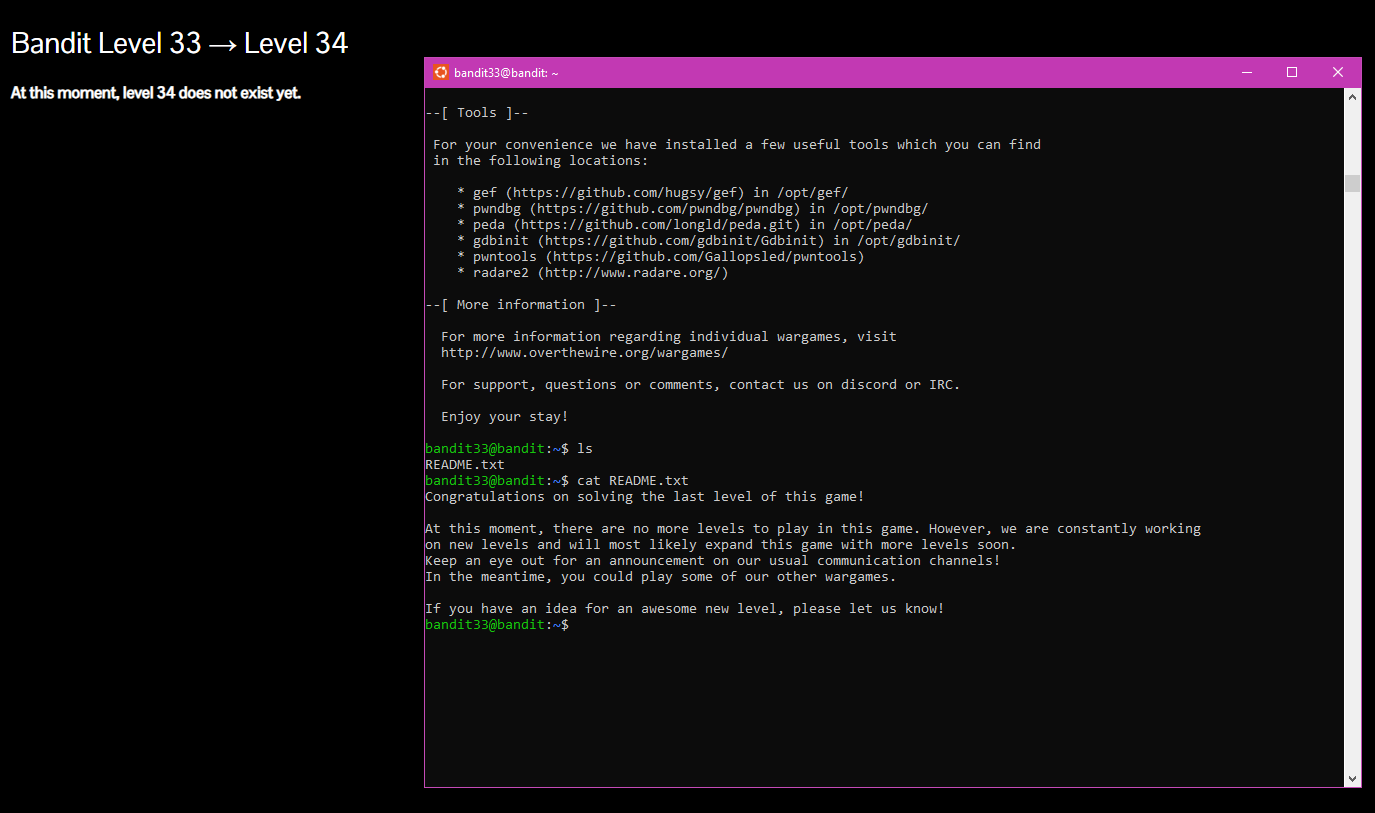 Bandit Level 33 → Level 34
At this moment, level 34 does not exist yet.
bandit33@bandit: ~
--[ Tools ]--
For your convenience we have installed a few useful tools which you can find
in the following locations:
* gef (https://github.com/hugsy/gef) in /opt/gef/
* pwndbg (https://github.com/pwndbg/pwndbg) in /opt/pwndbg/
* peda (https://github.com/longld/peda.git) in /opt/peda/
* gdbinit (https://github.com/gdbinit/Gdbinit) in /opt/gdbinit/
* pwntools (https://github.com/Gallopsled/pwntools)
* radare2 (http://www.radare.org/)
--[ More information ]--
For more information regarding individual wargames, visit
http://www.overthewire.org/wargames/
For support, questions or comments, contact us on discord or IRC.
Enjoy your stay!
bandit33@bandit:~$ ls
README.txt
bandit33@bandit:~$ cat README.txt
Congratulations on solving the last level of this game!
At this moment, there are no more levels to play in this game. However, we are constantly working
on new levels and will most likely expand this game with more levels soon.
Keep an eye out for an announcement on our usual communication channels!
In the meantime, you could play some of our other wargames.
If you have an idea for an awesome new level, please let us know!
bandit33@bandit:~$